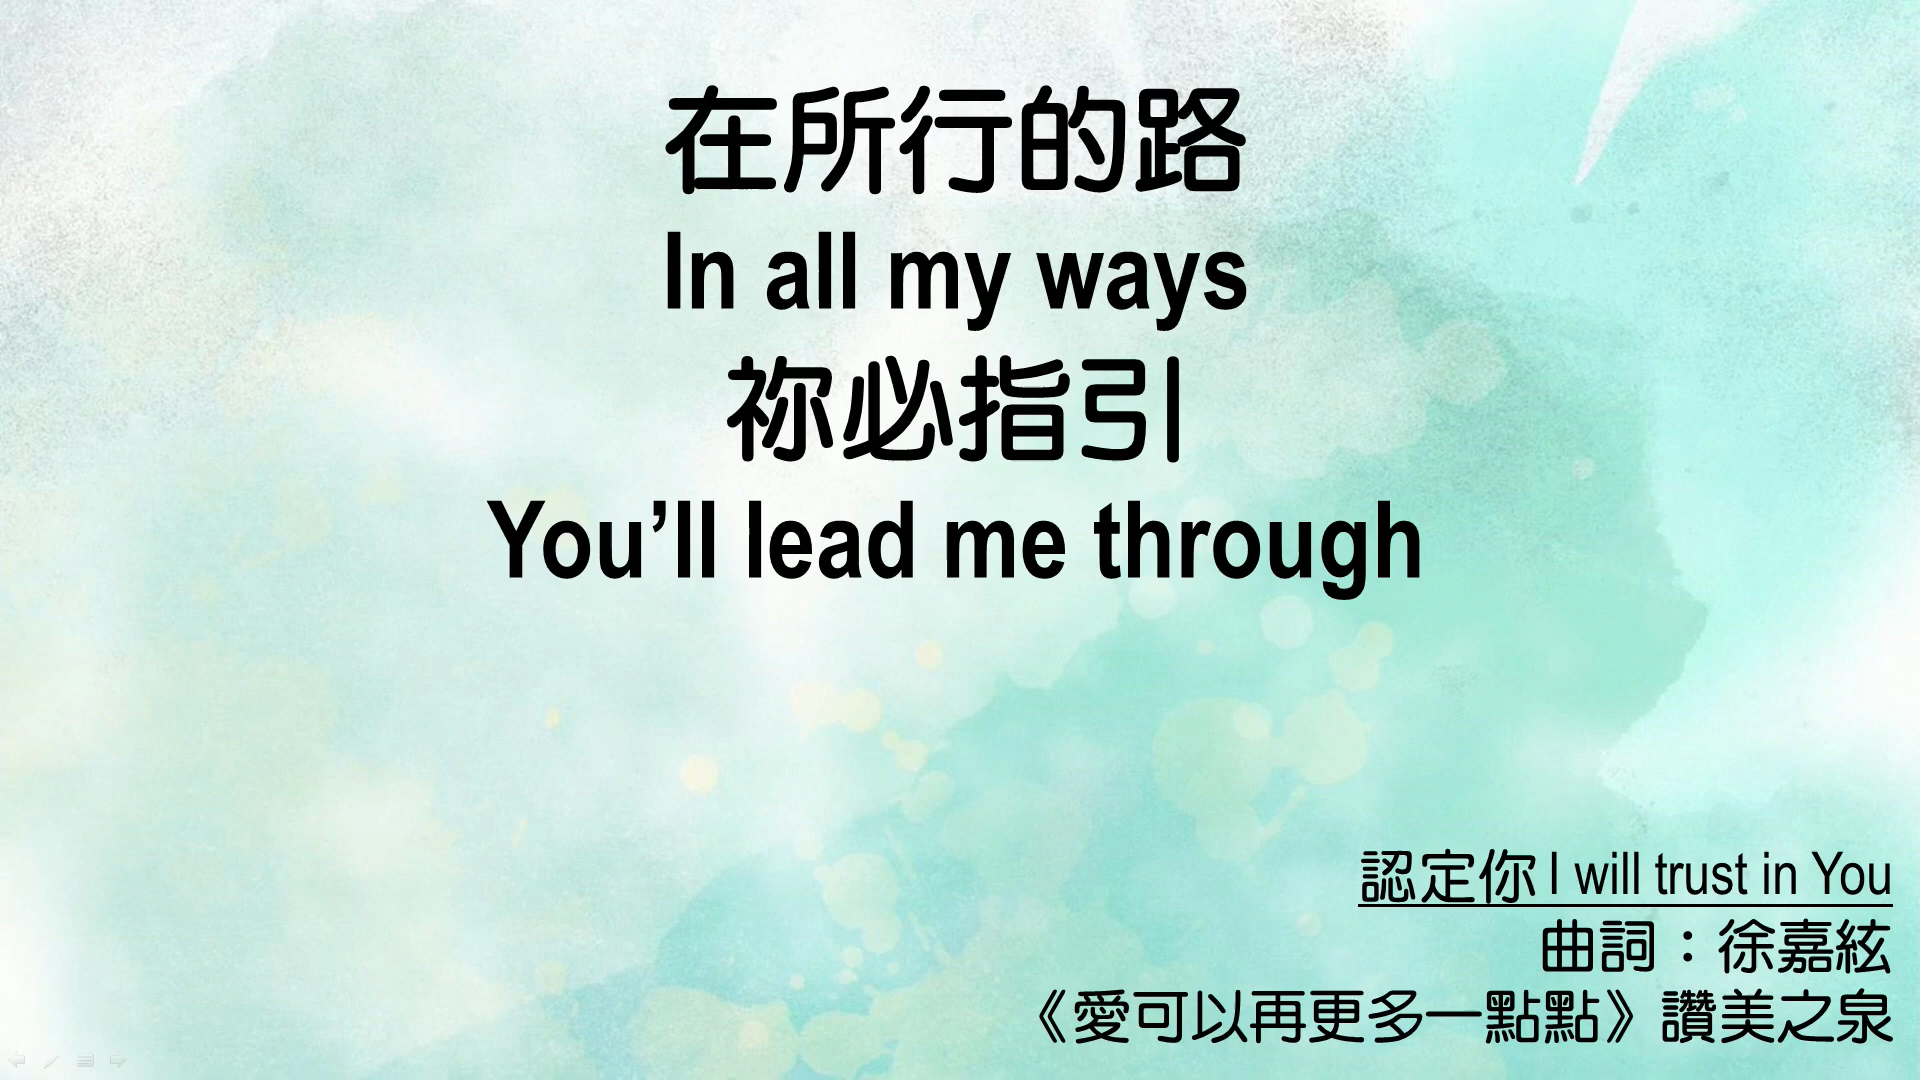 在所行的路
In all my ways
祢必指引
You’ll lead me through
認定你 I will trust in You
曲詞：徐嘉絃
《愛可以再更多一點點》讚美之泉